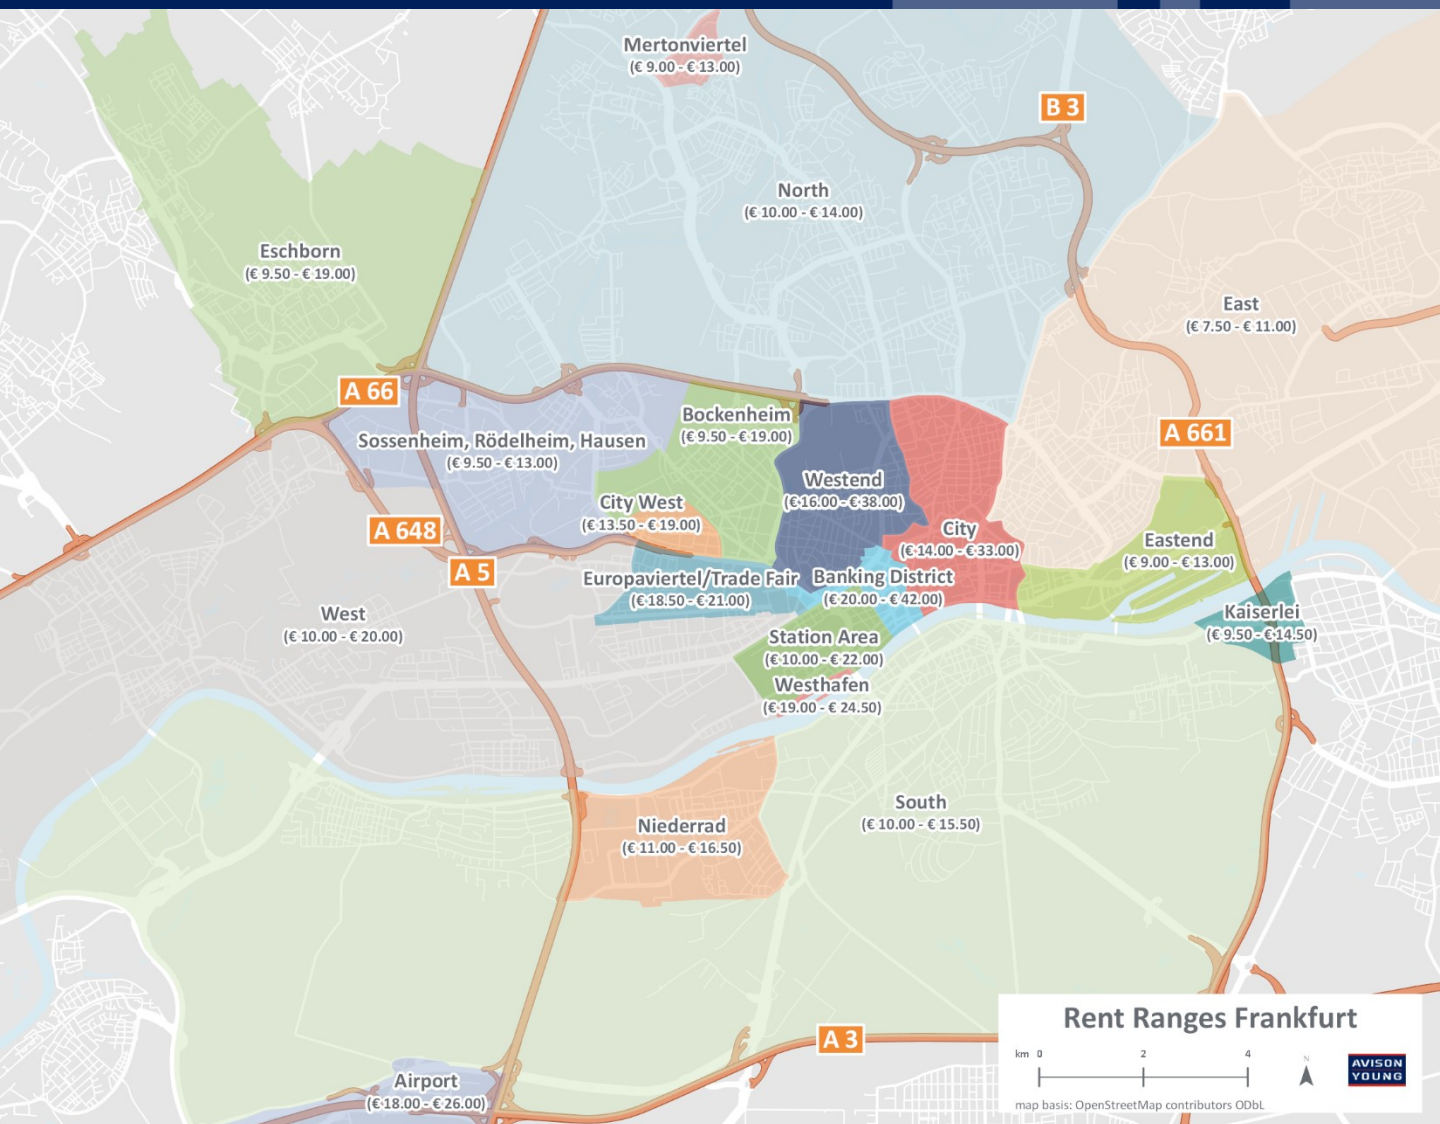 Mertonviertel
(€ 9.00 - € 13.00)
B 3
North
(€ 10.00 - € 14.00)
Eschborn
(€ 9.50 - € 19.00)
East
(€ 7.50 - € 11.00)
A 66
Bockenheim
(€ 9.50 - € 19.00)
A 661
Sossenheim, Rödelheim, Hausen
(€ 9.50 - € 13.00)
Westend
(€ 16.00 - € 38.00)
City West
(€ 13.50 - € 19.00)
A 648
City
(€ 14.00 - € 33.00)
Eastend
(€ 9.00 - € 13.00)
A 5
Europaviertel/Trade Fair
(€ 18.50 - € 21.00)
Banking District
(€ 20.00 - € 42.00)
West
(€ 10.00 - € 20.00)
Kaiserlei
(€ 9.50 - € 14.50)
Station Area
(€ 10.00 - € 22.00)
Westhafen
(€ 19.00 - € 24.50)
South
(€ 10.00 - € 15.50)
Niederrad
(€ 11.00 - € 16.50)
A 3
Airport
(€ 18.00 - € 26.00)
Rent Ranges Frankfurt
km 0 2 4
N
AVISON
YOUNG
map basis: OpenStreetMap contributors ODbL